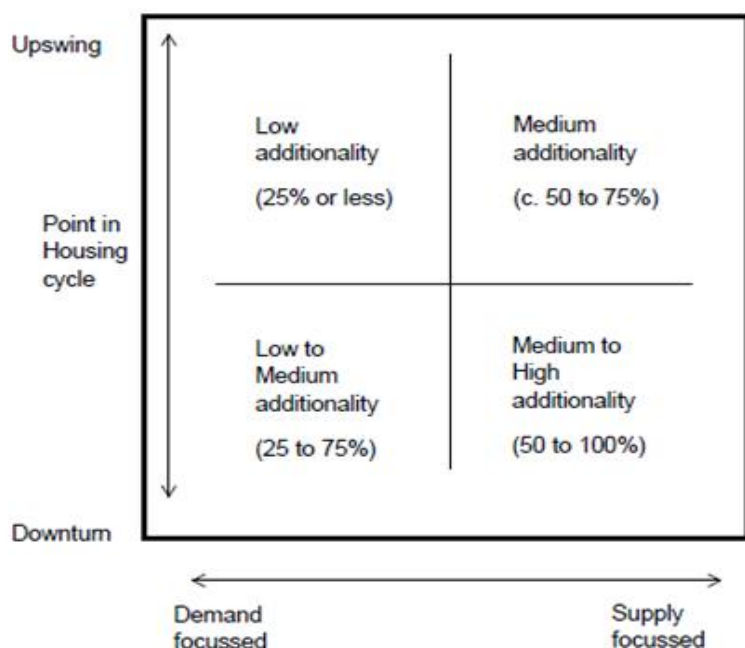 Upswing
Low
additionality
(25% or less)
Medium
additionality
(c. 50 to 75%)
Point in
Housing
cycle
Low to
Medium
additionality
(25 to 75%)
Medium to
High
additionality
(50 to 100%)
Downturn
Demand
focussed
Supply
focussed